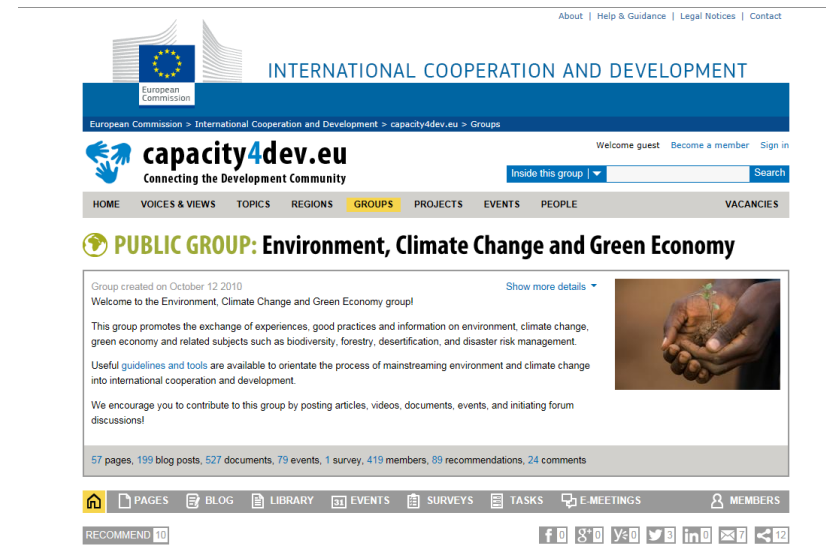 About | Help & Guidance | Legal Notices | Contact
INTERNATIONAL COOPERATION AND DEVELOPMENT
European
Commission
European Commission > International Cooperation and Development > capacity4dev.eu > Groups
Welcome guest Become a member Sign in
capacity4dev.eu
Connecting the Development Community
Inside this group | Search
HOME VOICES & VIEWS TOPICS REGIONS GROUPS PROJECTS EVENTS PEOPLE VACANCIES
PUBLIC GROUP: Environment, Climate Change and Green Economy
Group created on October 12 2010 Show more details
Welcome to the Environment, Climate Change and Green Economy group!
This group promotes the exchange of experiences, good practices and information on environment, climate change,
green economy and related subjects such as biodiversity, forestry, desertification, and disaster risk management.
Useful guidelines and tools are available to orientate the process of mainstreaming environment and climate change
into international cooperation and development.
We encourage you to contribute to this group by posting articles, videos, documents, events, and initiating forum
discussions!
57 pages, 199 blog posts, 527 documents, 79 events, 1 survey, 419 members, 89 recommendations, 24 comments
PAGES BLOG LIBRARY 31 EVENTS SURVEYS TASKS E-MEETINGS MEMBERS
RECOMMEND 10 f 0 g+ 0 y 0 3 in 0 7 12